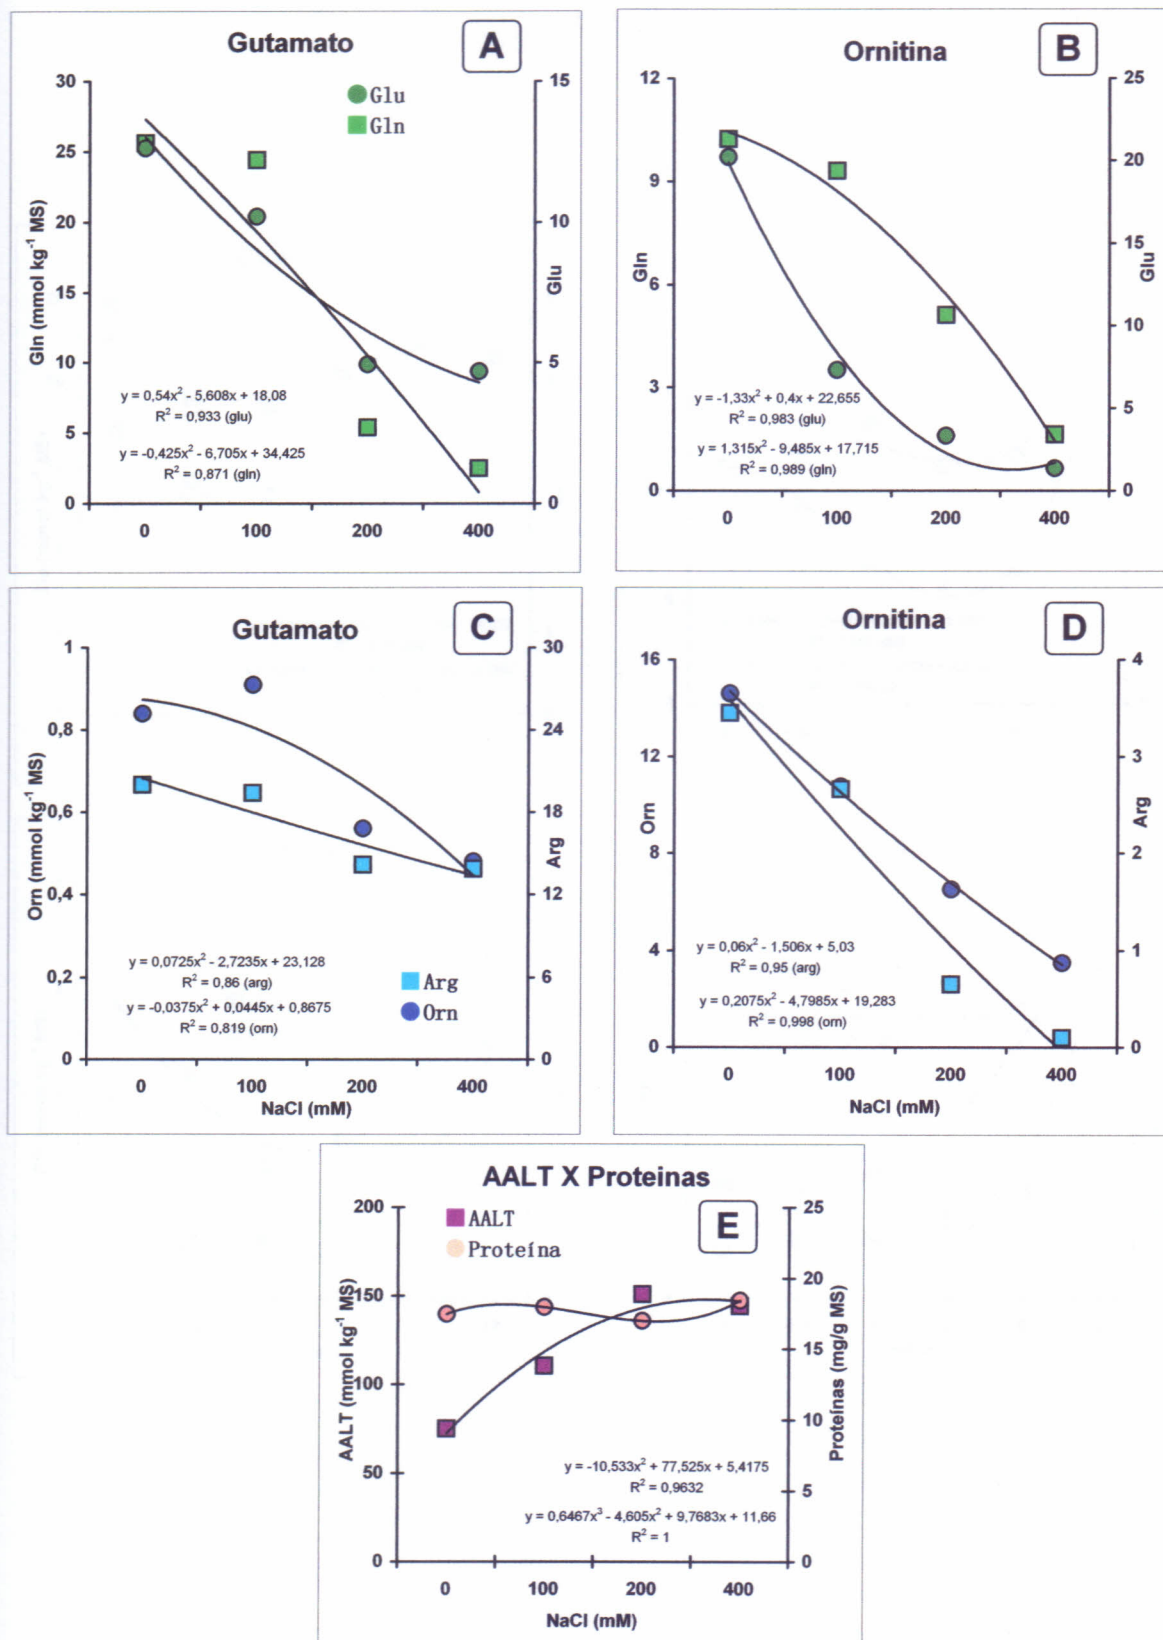 Gutamato
A
Glu
Gln
30
25
20
15
10
5
0
15
10
5
0
Gln (mmol kg⁻¹ MS)
Glu
y = 0,54x² - 5,608x + 18,08
R² = 0,933 (glu)
y = -0,425x² - 6,705x + 34,425
R² = 0,871 (gln)
0 100 200 400
Ornitina
B
12
9
6
3
0
25
20
15
10
5
0
Gln
Glu
y = -1,33x² + 0,4x + 22,655
R² = 0,983 (glu)
y = 1,315x² - 9,485x + 17,715
R² = 0,989 (gln)
0 100 200 400
Gutamato
C
1
0,8
0,6
0,4
0,2
0
30
24
18
12
6
0
Orn (mmol kg⁻¹ MS)
Arg
y = 0,0725x² - 2,7235x + 23,128
R² = 0,86 (arg)
y = -0,0375x² + 0,0445x + 0,8675
R² = 0,819 (orn)
Arg
Orn
0 100 200 400
NaCl (mM)
Ornitina
D
16
12
8
4
0
4
3
2
1
0
Orn
Arg
y = 0,06x² - 1,506x + 5,03
R² = 0,95 (arg)
y = 0,2075x² - 4,7985x + 19,283
R² = 0,998 (orn)
0 100 200 400
NaCl (mM)
AALT X Proteinas
E
AALT
Proteína
200
150
100
50
0
25
20
15
10
5
0
AALT (mmol kg⁻¹ MS)
Proteínas (mg/g MS)
y = -10,533x² + 77,525x + 5,4175
R² = 0,9632
y = 0,6467x³ - 4,605x² + 9,7683x + 11,66
R² = 1
0 100 200 400
NaCl (mM)